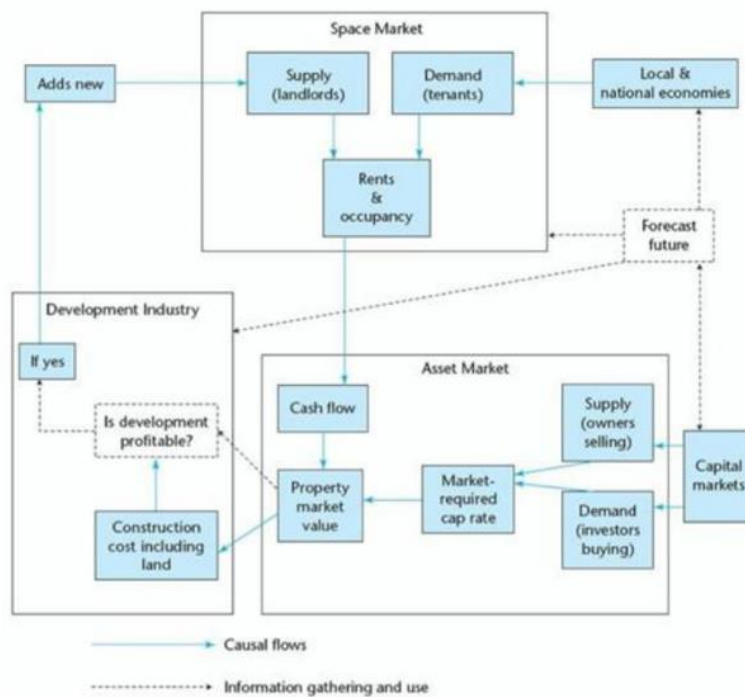 Space Market
Adds new
Supply
(landlords)
Demand
(tenants)
Local &
national economies
Rents
&
occupancy
Forecast
future
Development Industry
If yes
Is development
profitable?
Construction
cost including
land
Asset Market
Cash flow
Property
market
value
Market-
required
cap rate
Supply
(owners
selling)
Demand
(investors
buying)
Capital
markets
Causal flows
Information gathering and use